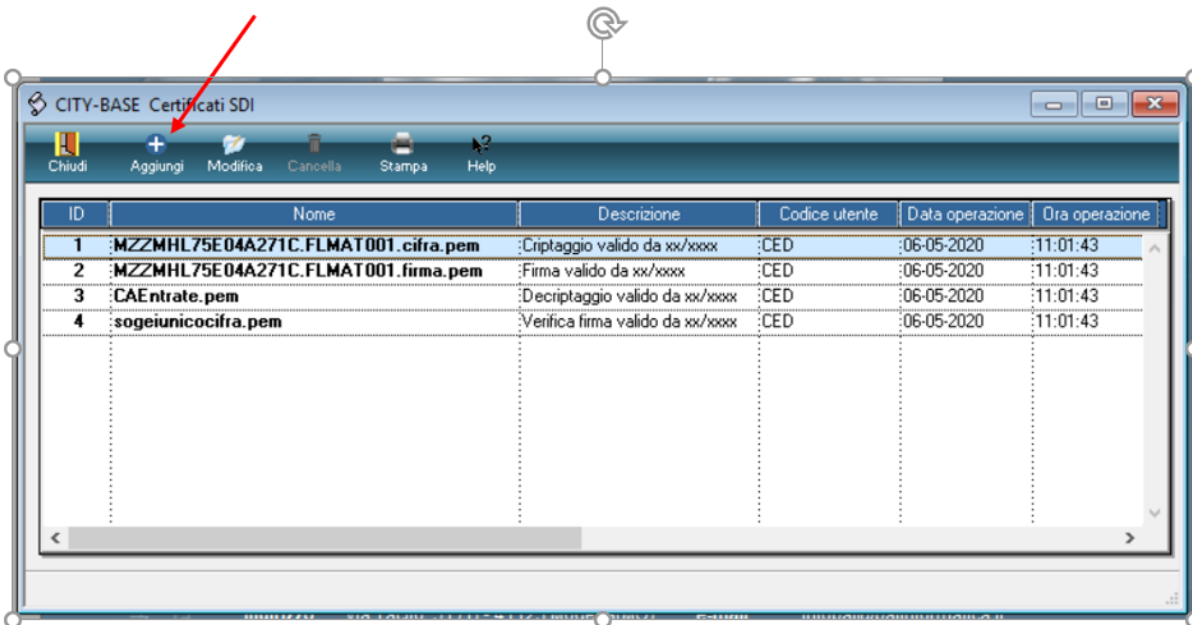 CITY-BASE Certificati SDI
Chiudi Aggiungi Modifica Cancella Stampa Help
ID Nome Descrizione Codice utente Data operazione Ora operazione
1 MZZMHL75E04A271C.FLMAT001.cifra.pem Criptaggio valido da xx/xxxx CED 06-05-2020 11:01:43
2 MZZMHL75E04A271C.FLMAT001.firma.pem Firma valido da xx/xxxx CED 06-05-2020 11:01:43
3 CAEntrate.pem Decriptaggio valido da xx/xxxx CED 06-05-2020 11:01:43
4 sogeiunicocifra.pem Verifica firma valido da xx/xxxx CED 06-05-2020 11:01:43